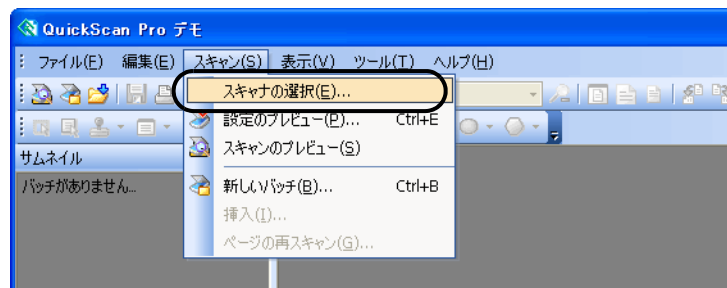 QuickScan Pro デモ
ファイル(F) 編集(E) スキャン(S) 表示(V) ツール(T) ヘルプ(H)
スキャナの選択(E)...
設定のプレビュー(P)... Ctrl+E
スキャンのプレビュー(S)
サムネイル
バッチがありません...
新しいバッチ(B)... Ctrl+B
挿入(I)...
ページの再スキャン(G)...